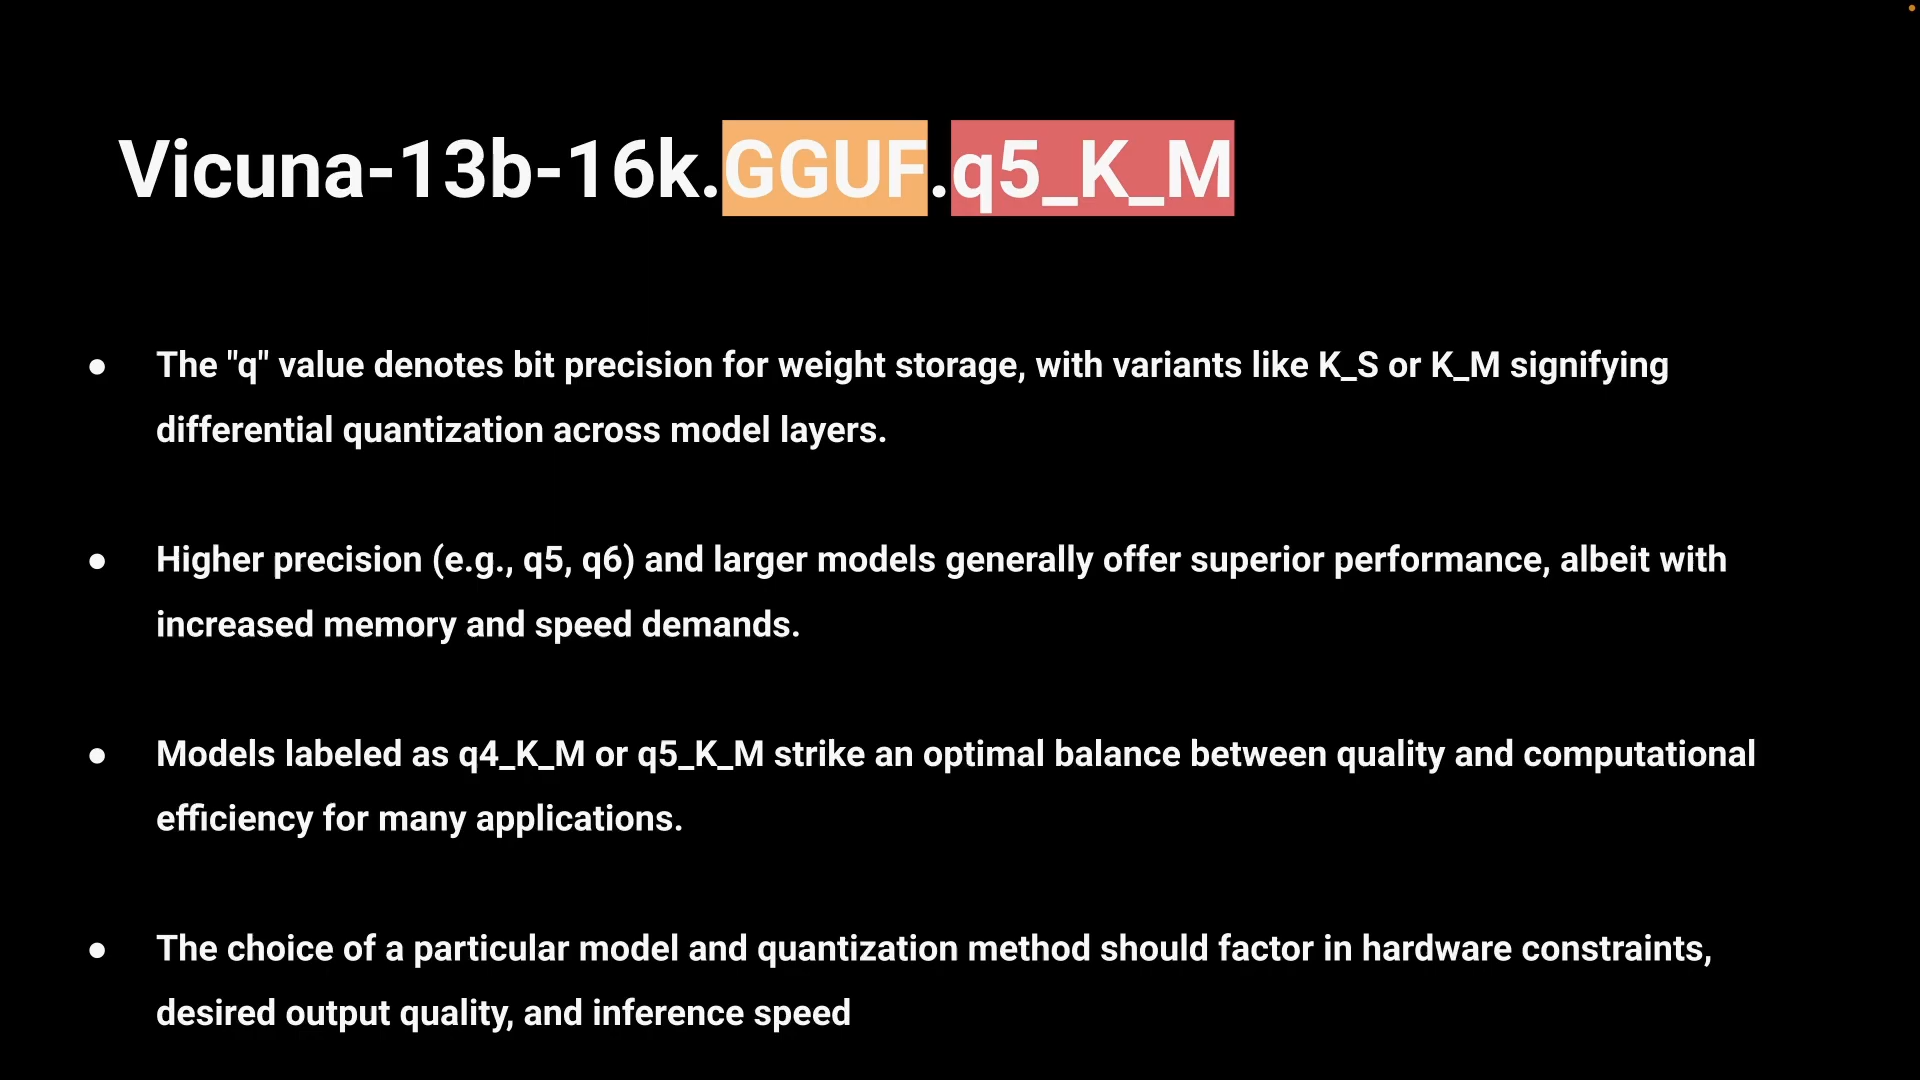 Vicuna-13b-16k.GGUF.q5_K_M
● The "q" value denotes bit precision for weight storage, with variants like K_S or K_M signifying
differential quantization across model layers.
● Higher precision (e.g., q5, q6) and larger models generally offer superior performance, albeit with
increased memory and speed demands.
● Models labeled as q4_K_M or q5_K_M strike an optimal balance between quality and computational
efficiency for many applications.
● The choice of a particular model and quantization method should factor in hardware constraints,
desired output quality, and inference speed